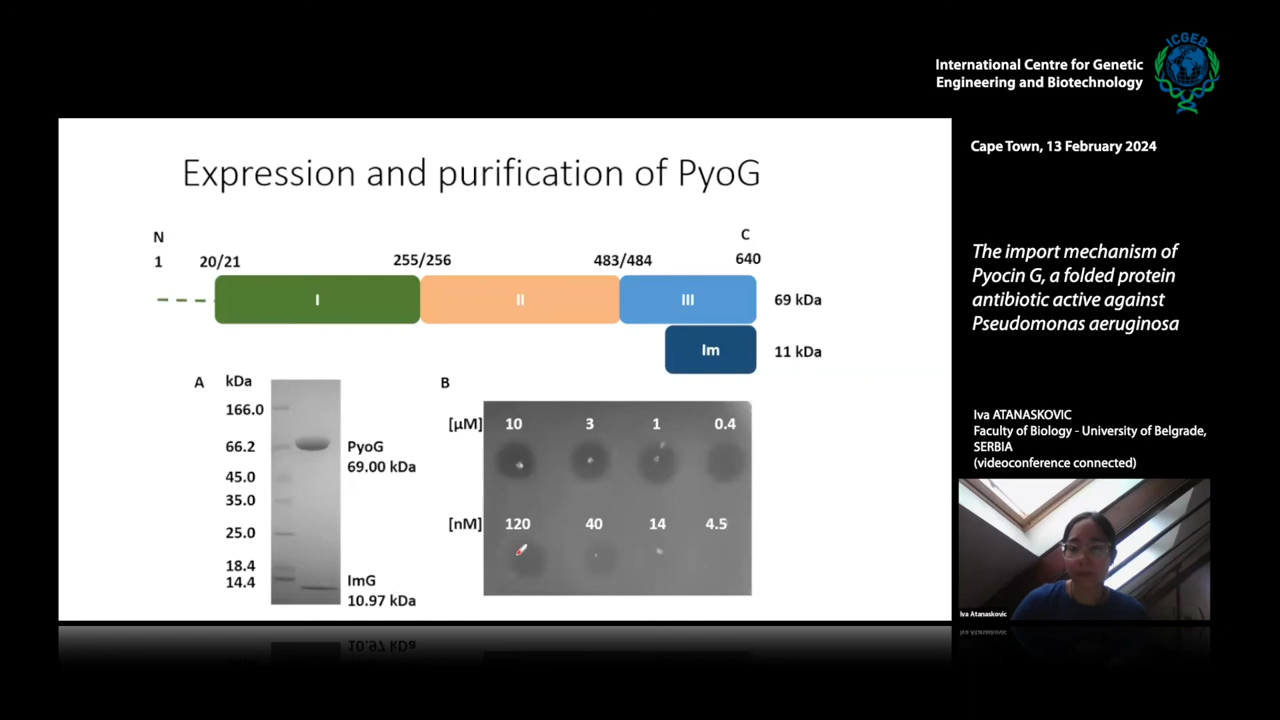 ICGEB
International Centre for Genetic
Engineering and Biotechnology
Cape Town, 13 February 2024
The import mechanism of
Pyocin G, a folded protein
antibiotic active against
Pseudomonas aeruginosa
Iva ATANASKOVIC
Faculty of Biology - University of Belgrade,
SERBIA
(videoconference connected)
Iva Atanaskovic
Expression and purification of PyoG
N C
1 20/21 255/256 483/484 640
I II III 69 kDa
Im 11 kDa
A kDa
166.0
66.2
45.0
35.0
25.0
18.4
14.4
PyoG
69.00 kDa
ImG
10.97 kDa
B
[µM] 10 3 1 0.4
[nM] 120 40 14 4.5